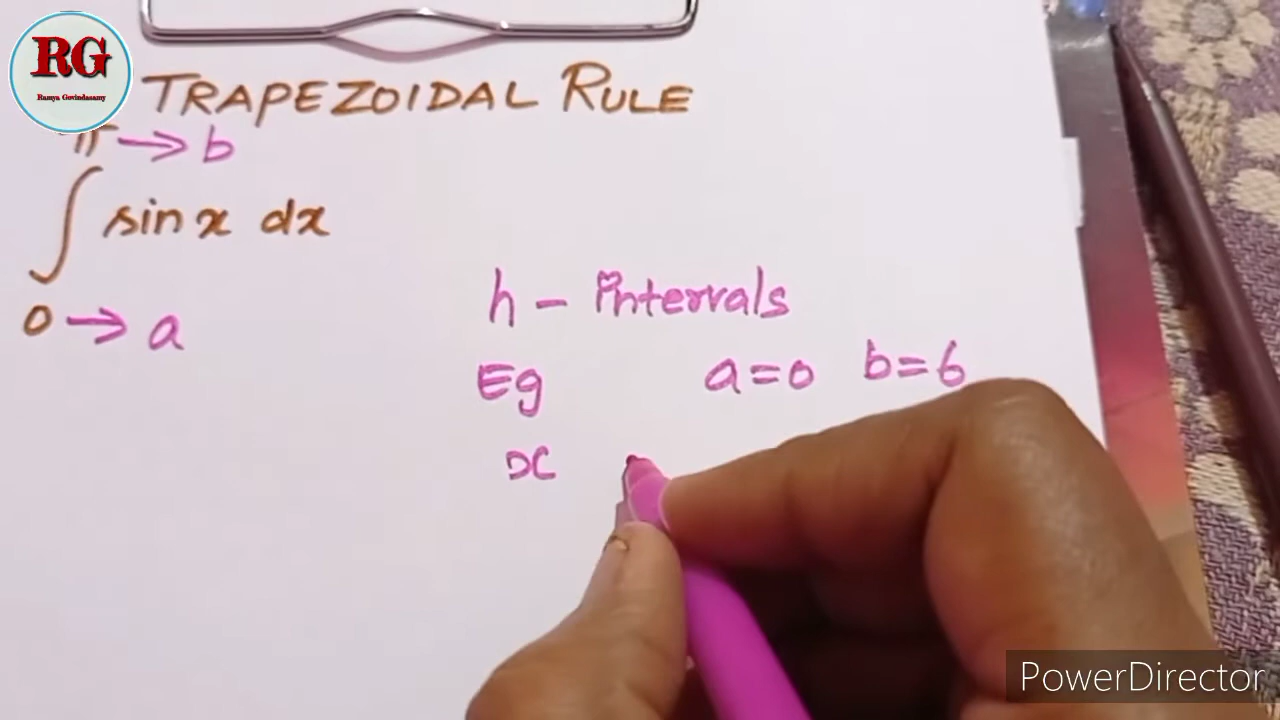 RG
Ramya Govindasamy
TRAPEZOIDAL RULE
π → b
∫ sin x dx
0 → a
h - intervals
Eg a=0 b=6
x
PowerDirector